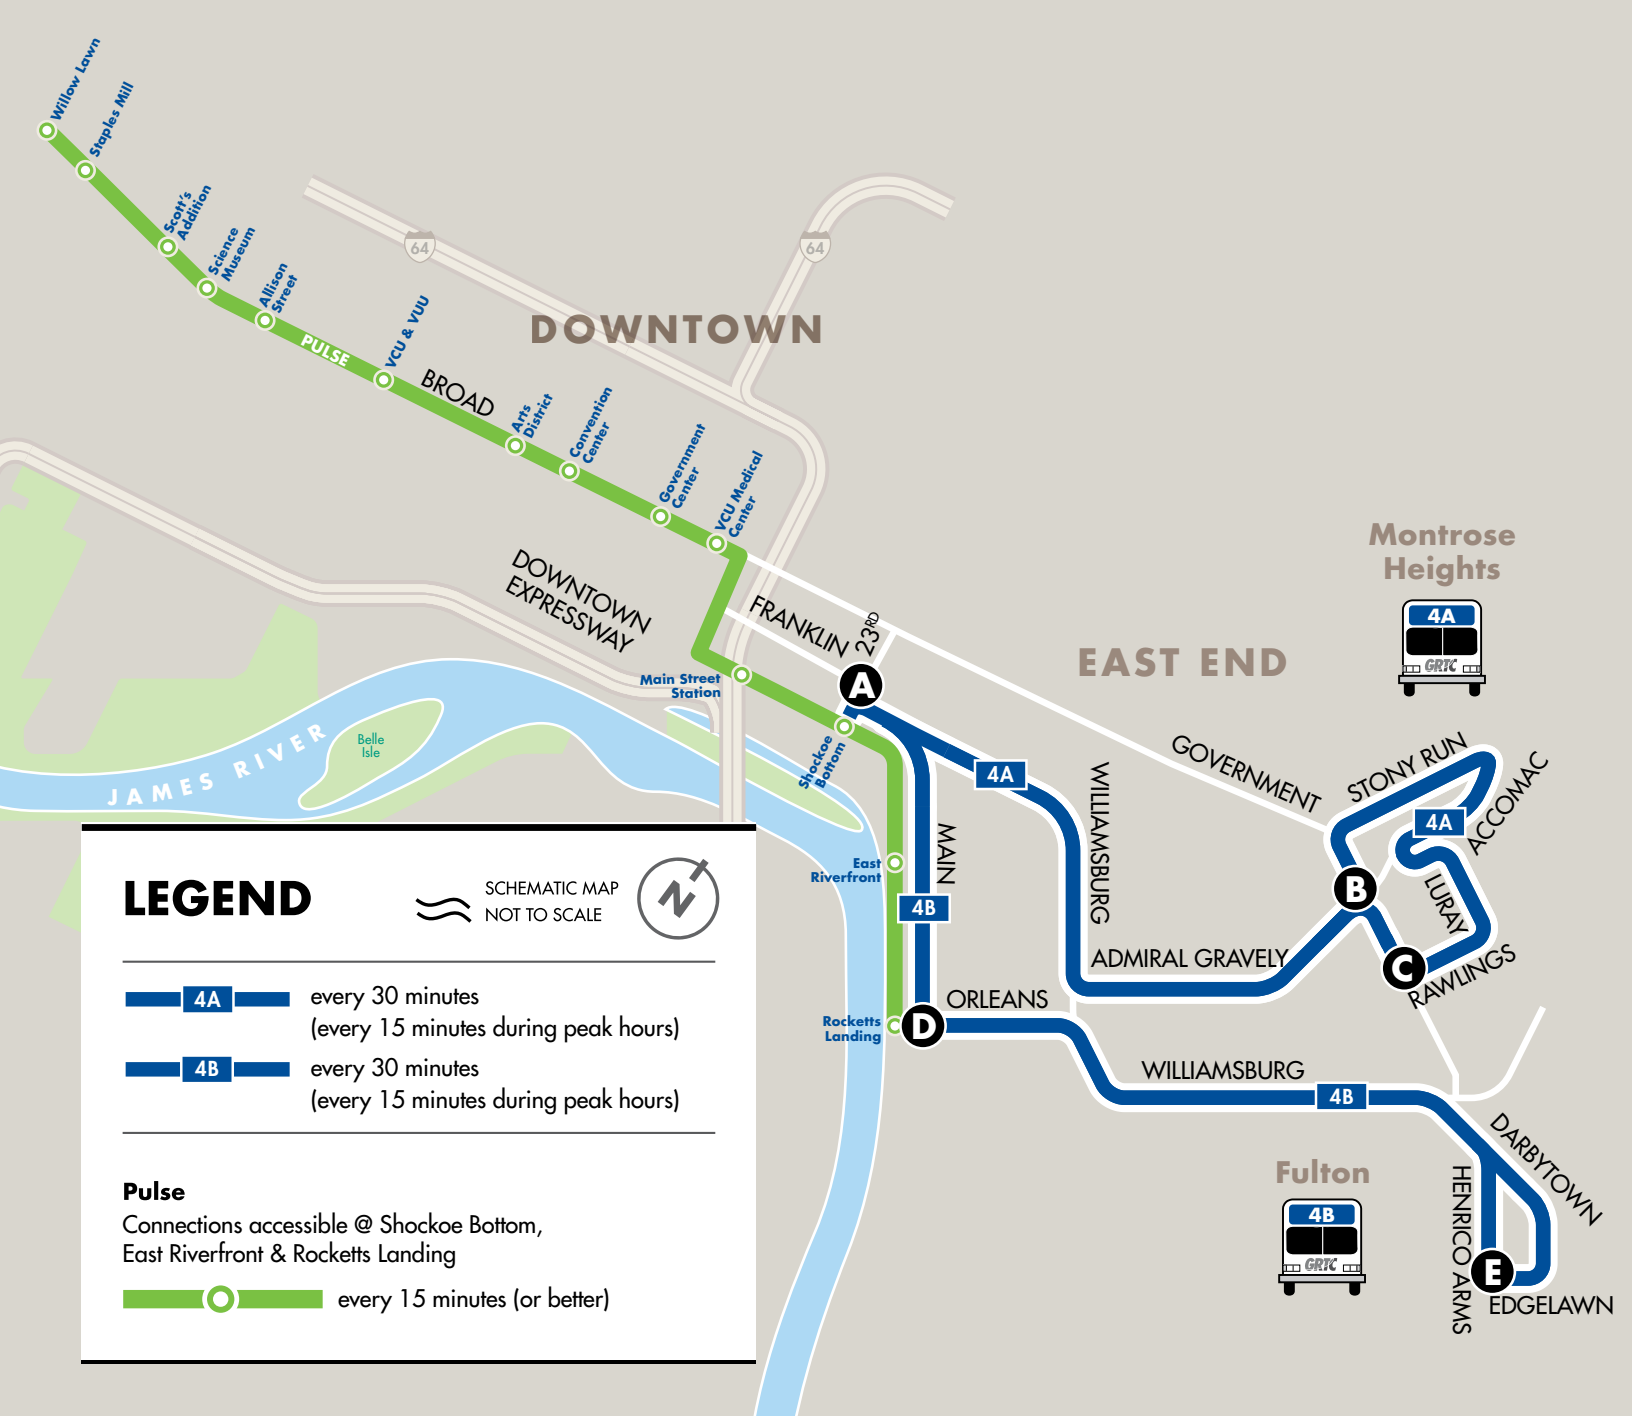 Willow Lawn
Staples Mill
Scott's
Addition
Science
Museum
Allison
Street
PULSE
VCU & VUU
BROAD
Arts
District
Convention
Center
Government
Center
VCU Medical
Center
64
64
DOWNTOWN
DOWNTOWN
EXPRESSWAY
FRANKLIN
23RD
A
Main Street
Station
Shockoe
Bottom
EAST END
Montrose
Heights
4A
GRTC
GOVERNMENT
STONY RUN
ACCOMAC
4A
4A
WILLIAMSBURG
MAIN
LURAY
B
C
RAWLINGS
ADMIRAL GRAVELY
East
Riverfront
4B
ORLEANS
Rocketts
Landing
D
WILLIAMSBURG
4B
DARBYTOWN
HENRICO ARMS
E
EDGELAWN
Fulton
4B
GRTC
Belle
Isle
JAMES RIVER
LEGEND
SCHEMATIC MAP
NOT TO SCALE
N
4A
every 30 minutes
(every 15 minutes during peak hours)
4B
every 30 minutes
(every 15 minutes during peak hours)
Pulse
Connections accessible @ Shockoe Bottom,
East Riverfront & Rocketts Landing
every 15 minutes (or better)